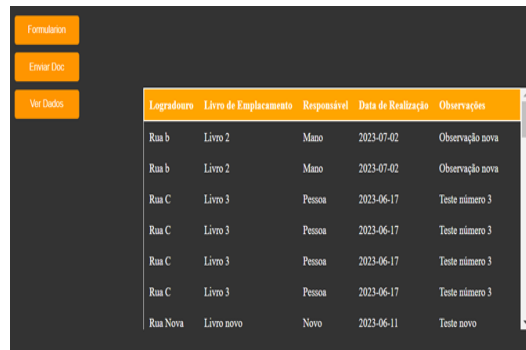 Formularion
Enviar Doc
Ver Dados
Logradouro Livro de Emplacamento Responsável Data de Realização Observações
Rua b Livro 2 Mano 2023-07-02 Observação nova
Rua b Livro 2 Mano 2023-07-02 Observação nova
Rua C Livro 3 Pessoa 2023-06-17 Teste número 3
Rua C Livro 3 Pessoa 2023-06-17 Teste número 3
Rua C Livro 3 Pessoa 2023-06-17 Teste número 3
Rua C Livro 3 Pessoa 2023-06-17 Teste número 3
Rua Nova Livro novo Novo 2023-06-11 Teste novo